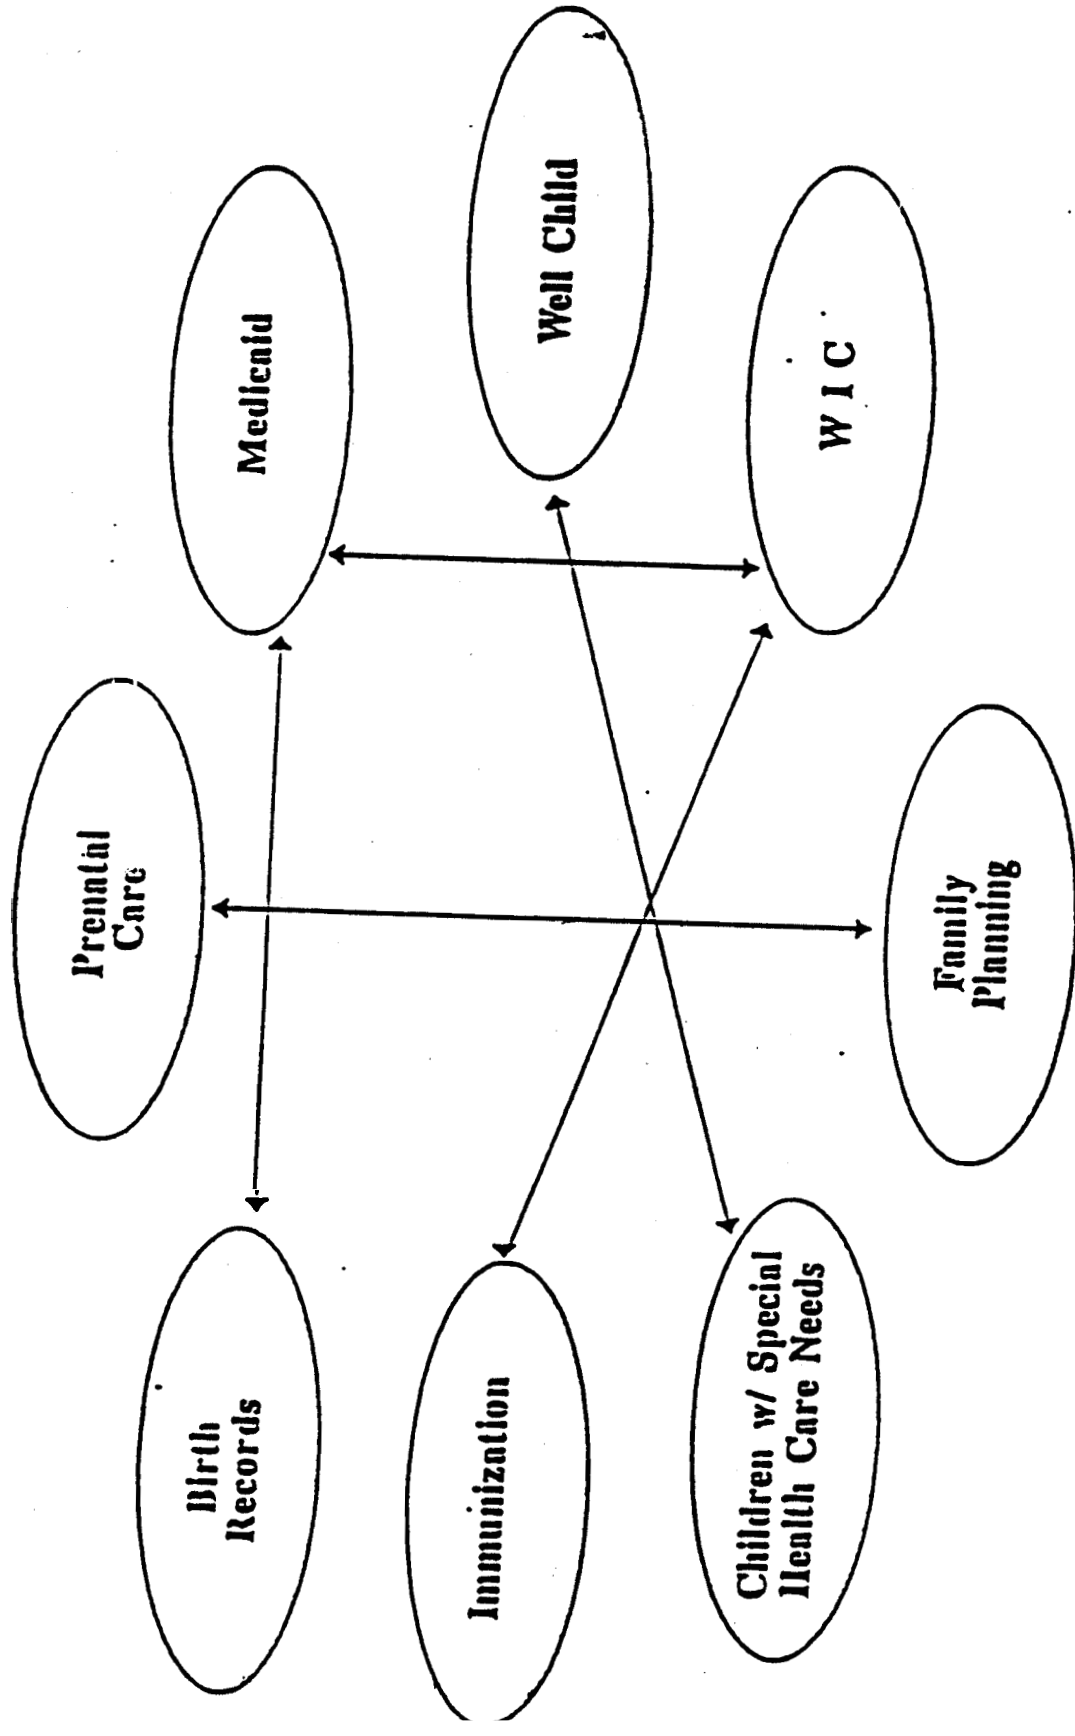 Prenatal
Care
Birth
Records
Medicaid
Immunization
Well Child
Children w/ Special
Health Care Needs
W I C
Family
Planning